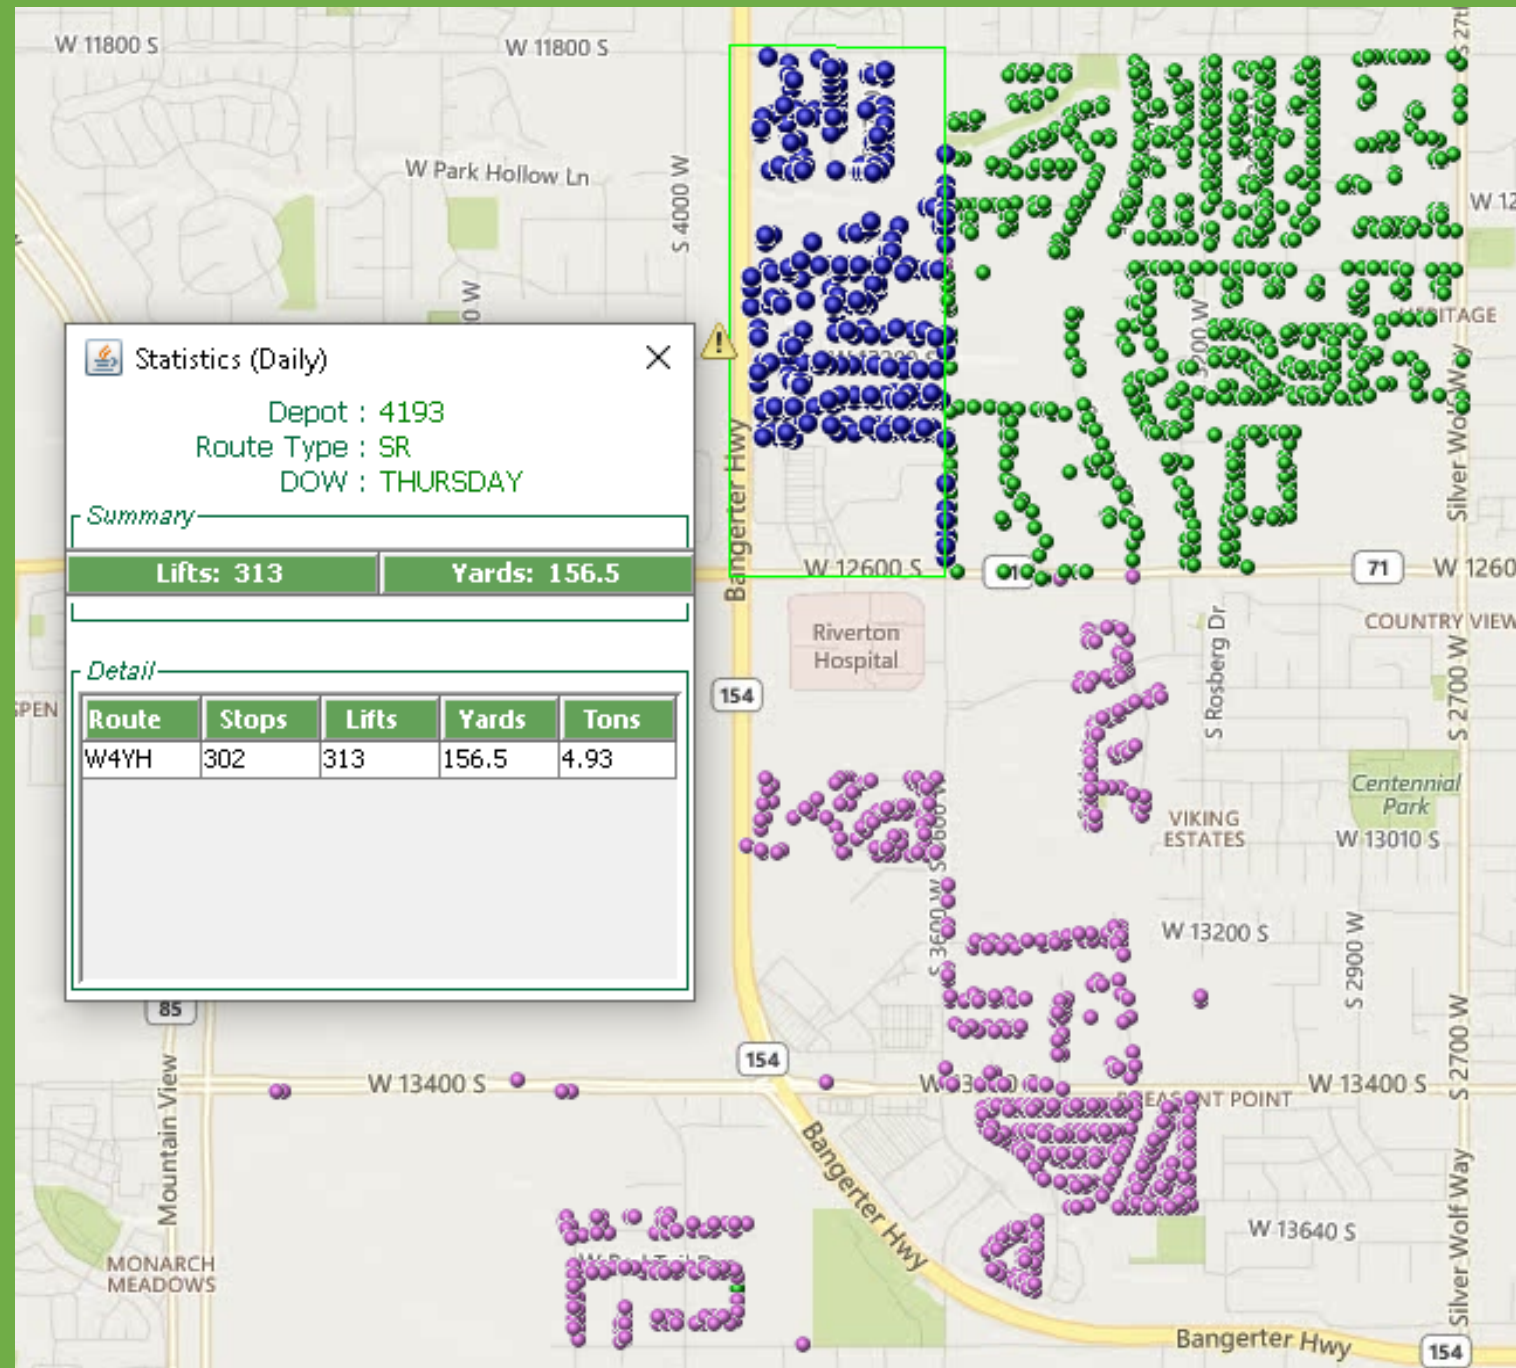 W 11800 S
W 11800 S
W Park Hollow Ln
S 4000 W
Statistics (Daily)
Depot : 4193
Route Type : SR
DOW : THURSDAY
Summary
Lifts: 313 Yards: 156.5
Detail
Route Stops Lifts Yards Tons
W4YH 302 313 156.5 4.93
Bangerter Hwy
W 12600 S
71
W 1260
Silver Wolf Way
Riverton
Hospital
COUNTRY VIEW
S Rosberg Dr
S 2700 W
154
PEN
Centennial
Park
VIKING
ESTATES
W 13010 S
S 3600 W
W 13200 S
S 2900 W
85
154
W 13400 S
W 13400 S
S 2700 W
Mountain View
Bangerter Hwy
W 13640 S
MONARCH
MEADOWS
Silver Wolf Way
Bangerter Hwy
154